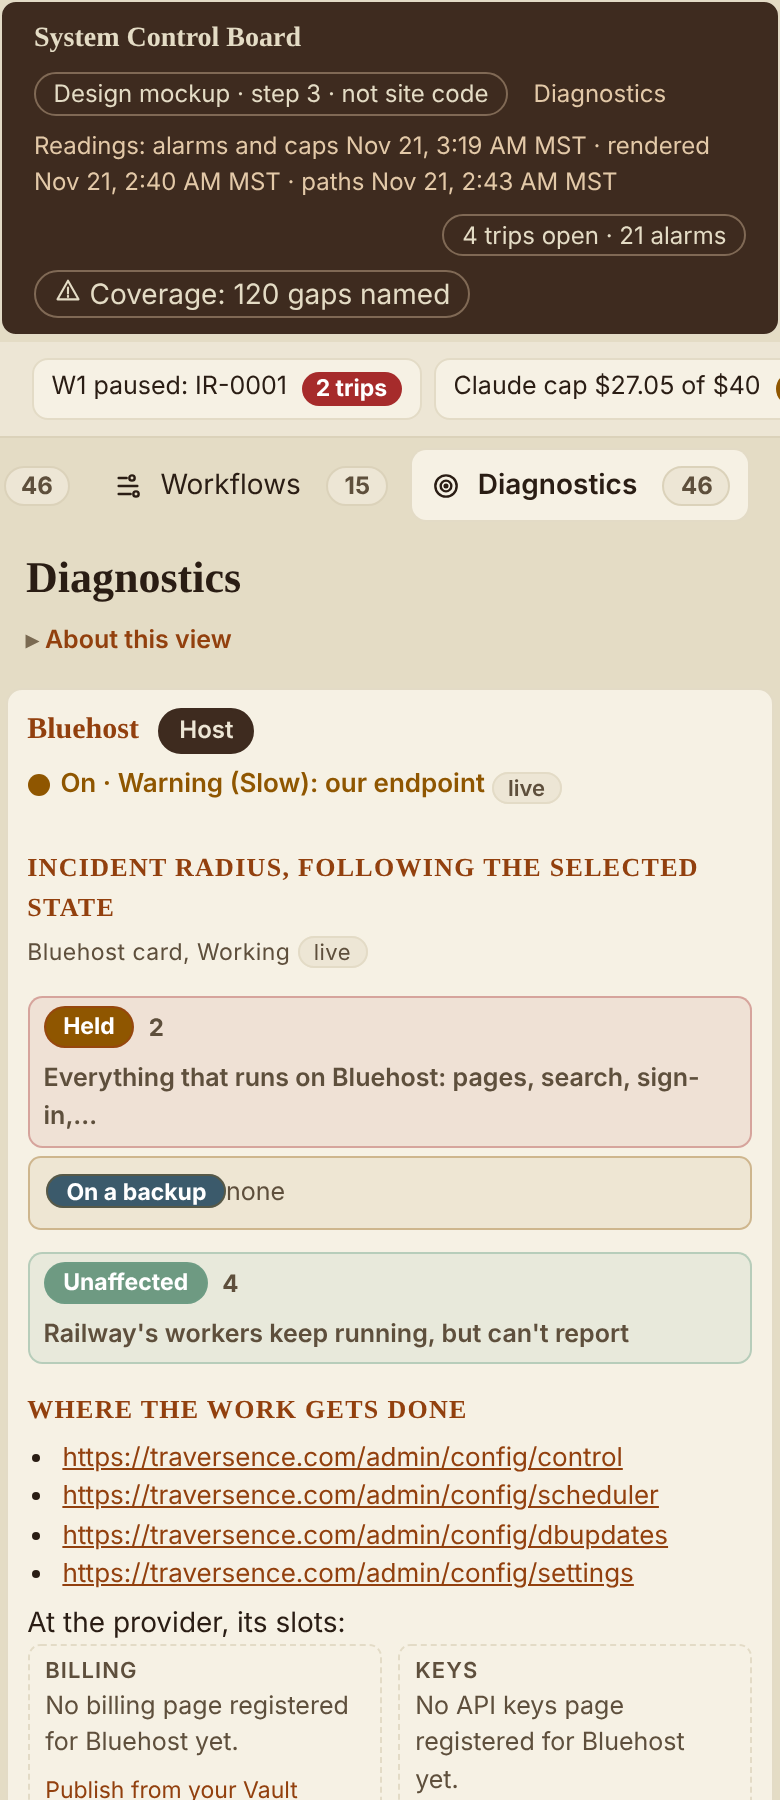 System Control Board
Design mockup · step 3 · not site code
Diagnostics
Readings: alarms and caps Nov 21, 3:19 AM MST · rendered
Nov 21, 2:40 AM MST · paths Nov 21, 2:43 AM MST
4 trips open · 21 alarms
⚠ Coverage: 120 gaps named
W1 paused: IR-0001 2 trips
Claude cap $27.05 of $40
46
Workflows 15
Diagnostics 46
Diagnostics
▸ About this view
Bluehost Host
On · Warning (Slow): our endpoint live
INCIDENT RADIUS, FOLLOWING THE SELECTED
STATE
Bluehost card, Working live
Held 2
Everything that runs on Bluehost: pages, search, sign-
in,...
On a backup none
Unaffected 4
Railway's workers keep running, but can't report
WHERE THE WORK GETS DONE
• https://traversence.com/admin/config/control
• https://traversence.com/admin/config/scheduler
• https://traversence.com/admin/config/dbupdates
• https://traversence.com/admin/config/settings
At the provider, its slots:
BILLING
No billing page registered
for Bluehost yet.
Publish from your Vault
KEYS
No API keys page
registered for Bluehost
yet.